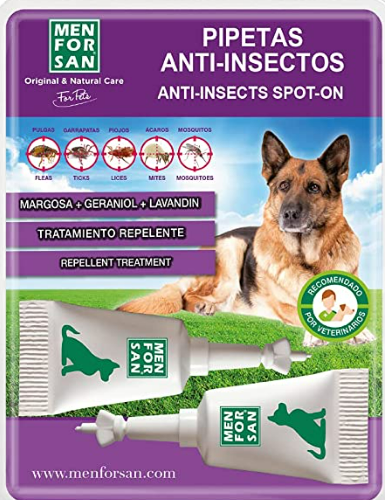 MEN
FOR
SAN
Original & Natural Care
For Pets
PIPETAS
ANTI-INSECTOS
ANTI-INSECTS SPOT-ON
PULGAS GARRAPATAS PIOJOS ÁCAROS MOSQUITOS
FLEAS TICKS LICES MITES MOSQUITOES
MARGOSA + GERANIOL + LAVANDIN
TRATAMIENTO REPELENTE
REPELLENT TREATMENT
RECOMENDADO
POR VETERINARIOS
MEN
FOR
SAN
MEN
FOR
SAN
www.menforsan.com